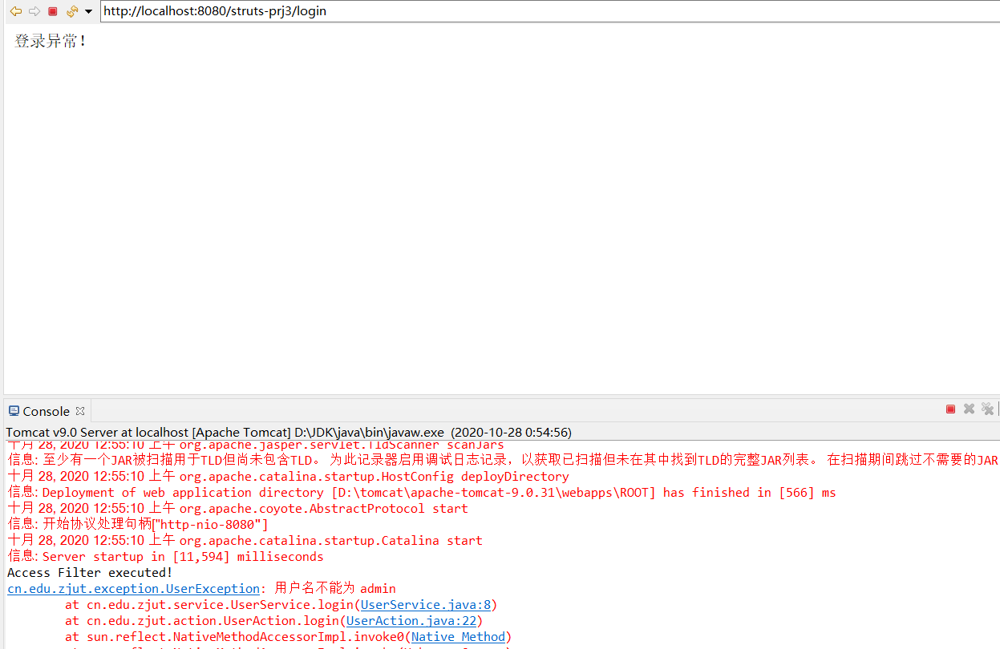 http://localhost:8080/struts-prj3/login
登录异常！
Console
Tomcat v9.0 Server at localhost [Apache Tomcat] D:\JDK\java\bin\javaw.exe (2020-10-28 0:54:56)
十月 28, 2020 12:55:10 上午 org.apache.jasper.servlet.TldScanner scanJars
信息: 至少有一个JAR被扫描用于TLD但尚未包含TLD。 为此记录器启用调试日志记录，以获取已扫描但未在其中找到TLD的完整JAR列表。 在扫描期间跳过不需要的JAR
十月 28, 2020 12:55:10 上午 org.apache.catalina.startup.HostConfig deployDirectory
信息: Deployment of web application directory [D:\tomcat\apache-tomcat-9.0.31\webapps\ROOT] has finished in [566] ms
十月 28, 2020 12:55:10 上午 org.apache.coyote.AbstractProtocol start
信息: 开始协议处理句柄["http-nio-8080"]
十月 28, 2020 12:55:10 上午 org.apache.catalina.startup.Catalina start
信息: Server startup in [11,594] milliseconds
Access Filter executed!
cn.edu.zjut.exception.UserException: 用户名不能为 admin
at cn.edu.zjut.service.UserService.login(UserService.java:8)
at cn.edu.zjut.action.UserAction.login(UserAction.java:22)
at sun.reflect.NativeMethodAccessorImpl.invoke0(Native Method)